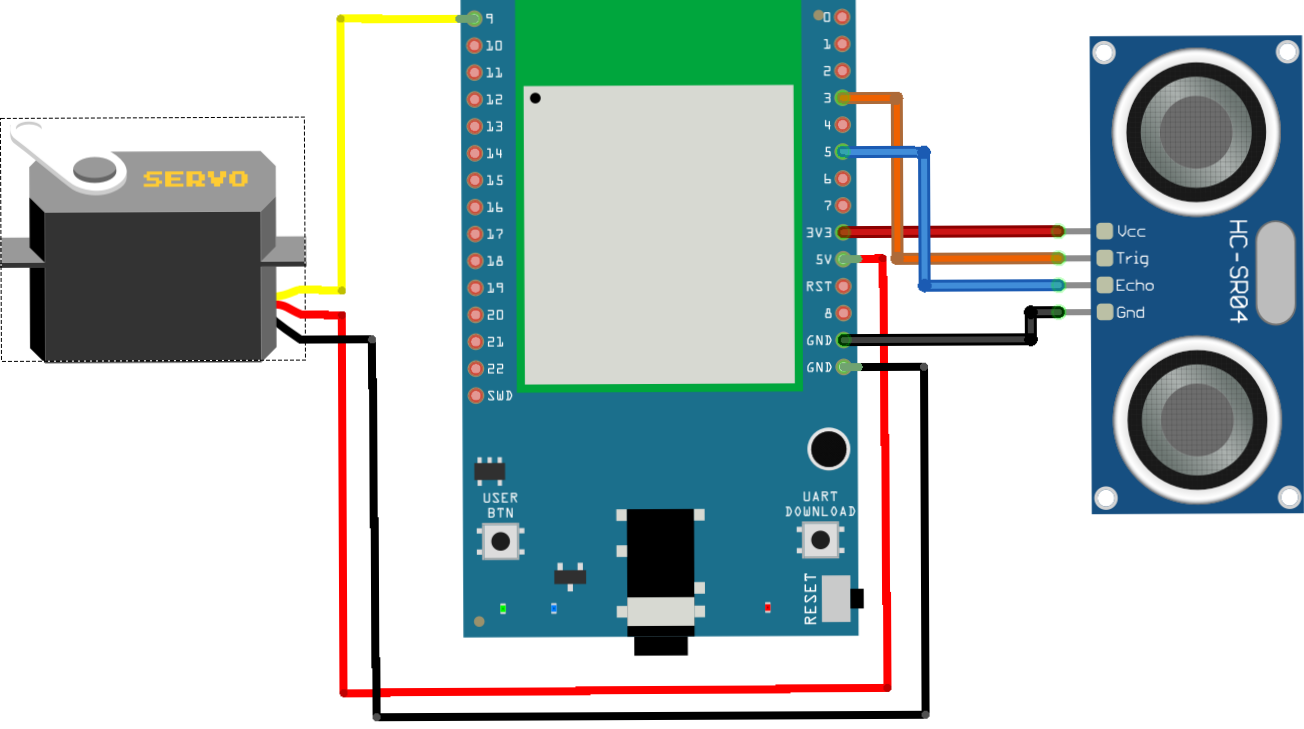 SERVO
9
10
11
12
13
14
15
16
17
18
19
20
21
22
SWD
0
1
2
3
4
5
6
7
3V3
5V
RST
8
GND
GND
USER
BTN
UART
DOWNLOAD
RESET
Vcc
Trig
Echo
Gnd
HC-SR04